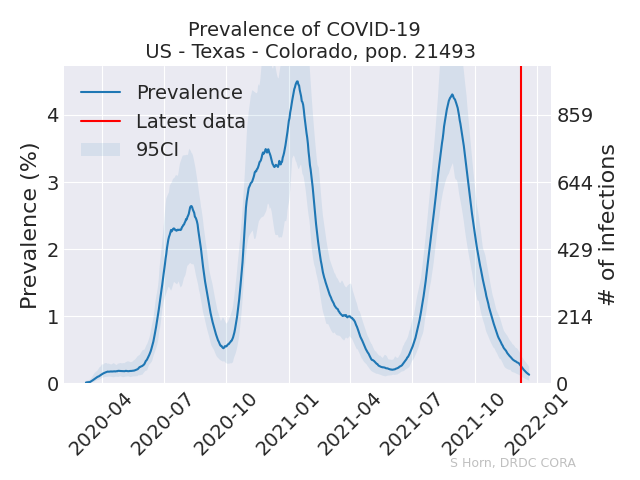 Prevalence of COVID-19
US - Texas - Colorado, pop. 21493
Prevalence
Latest data
95CI
Prevalence (%)
4
3
2
1
0
859
644
429
214
0
# of infections
2020-04
2020-07
2020-10
2021-01
2021-04
2021-07
2021-10
2022-01
S Horn, DRDC CORA